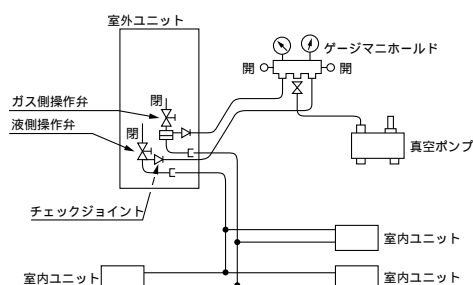 室外ユニット
ゲージマニホールド
開
開
ガス側操作弁
閉
液側操作弁
閉
真空ポンプ
チェックジョイント
室内ユニット
室内ユニット
室内ユニット